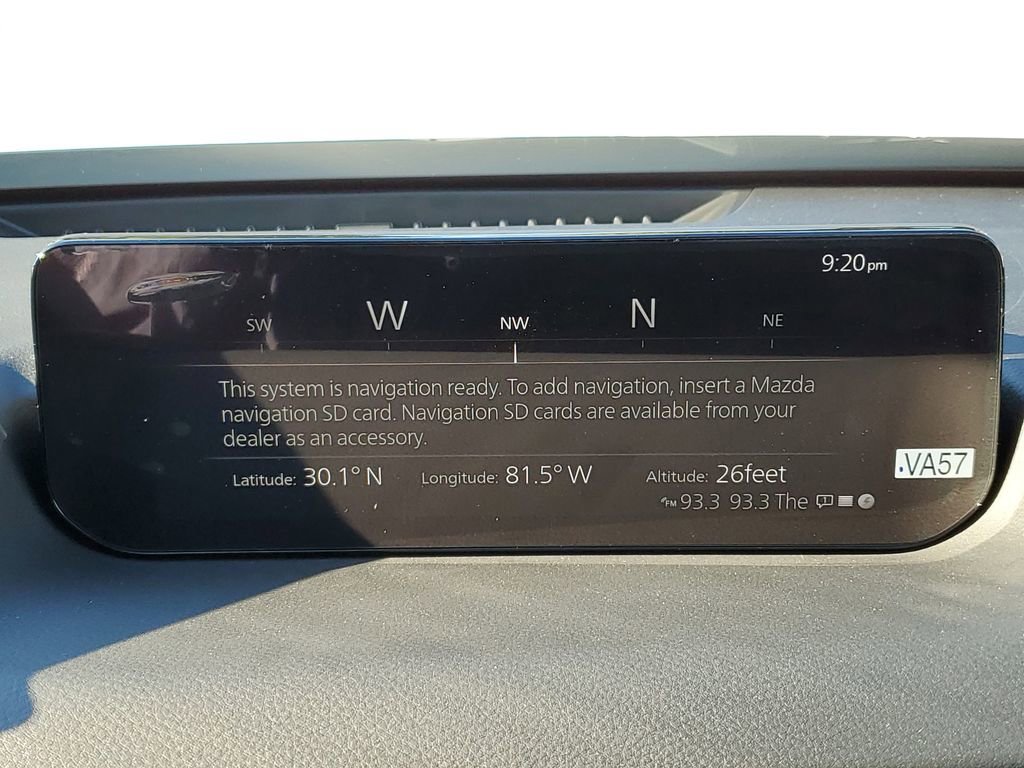 9:20pm
SW W NW N NE
This system is navigation ready. To add navigation, insert a Mazda
navigation SD card. Navigation SD cards are available from your
dealer as an accessory.
Latitude: 30.1° N Longitude: 81.5° W Altitude: 26feet
VA57
FM 93.3 93.3 The